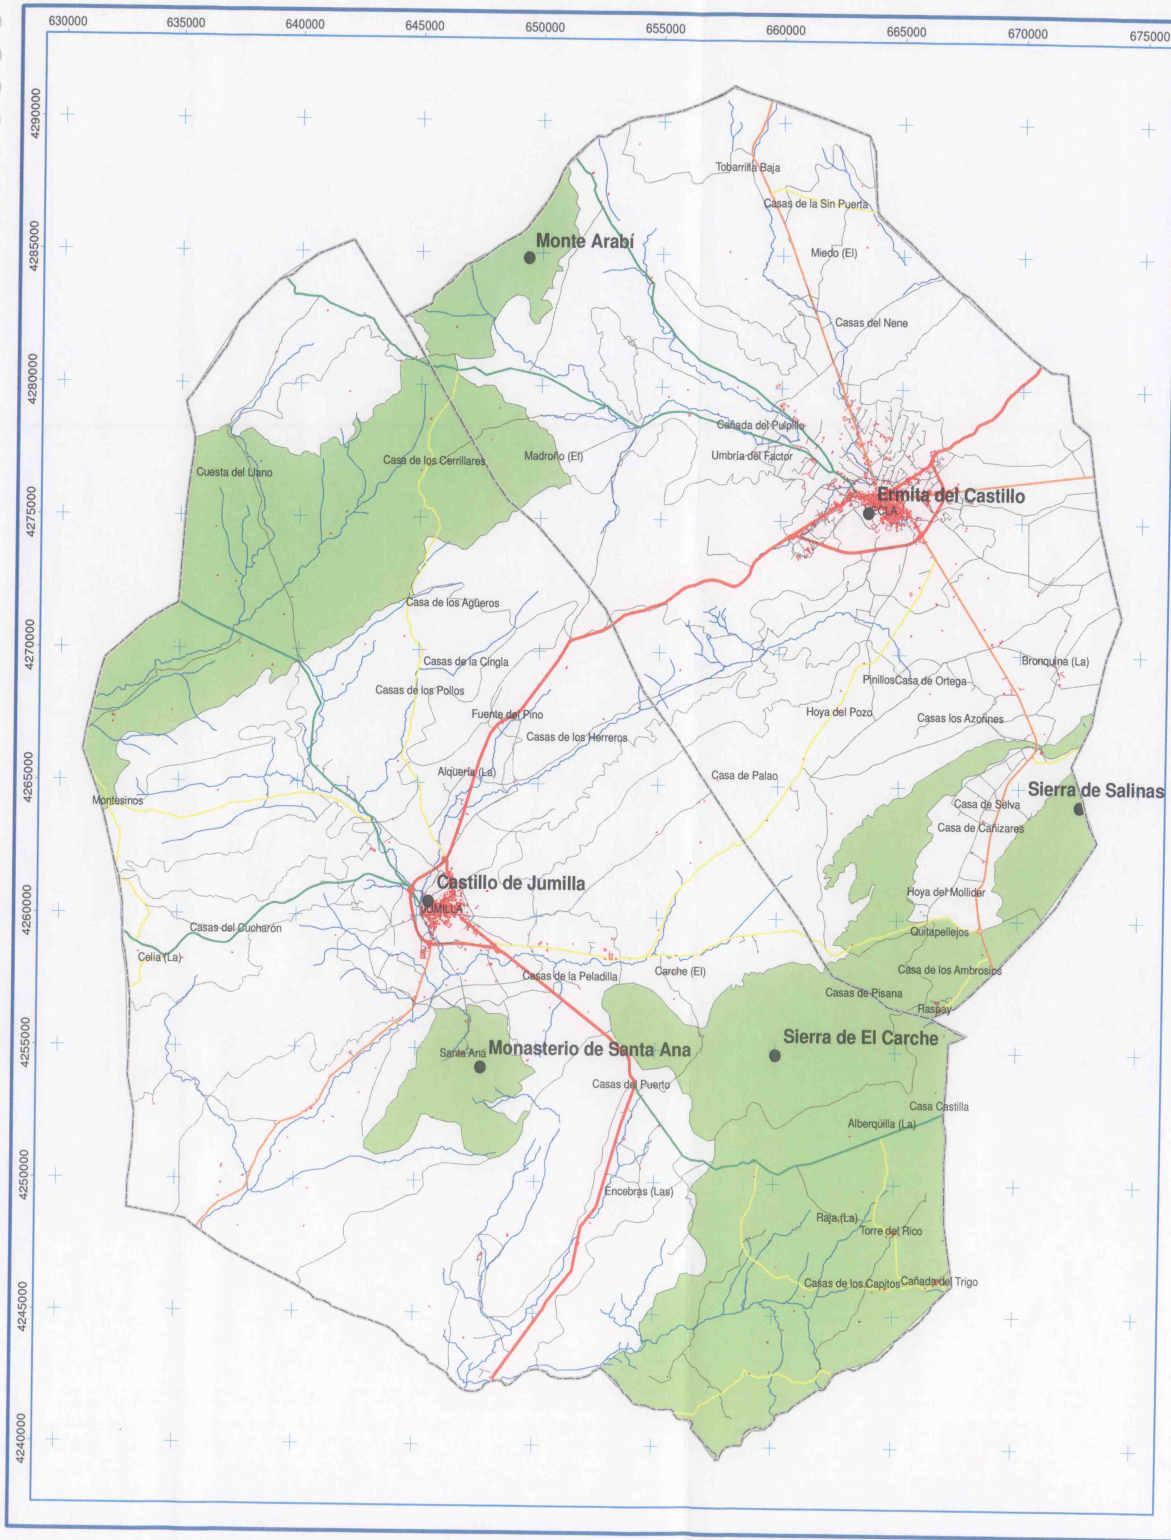 630000
635000
640000
645000
650000
655000
660000
665000
670000
675000
4290000
4285000
4280000
4275000
4270000
4265000
4260000
4255000
4250000
4245000
4240000
Tobarrilla Baja
Casas de la Sin Puerta
Monte Arabí
Miedo (El)
Casas del Nene
Cañada del Pulpillo
Umbría del Factor
Madroño (El)
Casa de los Cerrillares
Cuesta del Llano
Ermita del Castillo
YECLA
Casa de los Agüeros
Casas de la Cingla
Casas de los Pollos
Bronquina (La)
Pinillos
Casa de Ortega
Fuente del Pino
Hoya del Pozo
Casas los Azorines
Casas de los Herreros
Alquería (La)
Casa de Palao
Sierra de Salinas
Montesinos
Casa de Selva
Casa de Cañizares
Castillo de Jumilla
Hoya del Mollidér
JUMILLA
Casas del Cucharón
Quitapellejos
Celia (La)
Casas de la Peladilla
Carche (El)
Casa de los Ambrosios
Casas de Pisana
Raspay
Sierra de El Carche
Santa Ana
Monasterio de Santa Ana
Casas del Puerto
Casa Castilla
Alberquilla (La)
Encebras (Las)
Raja (La)
Torre del Rico
Casas de los Capitos
Cañada del Trigo